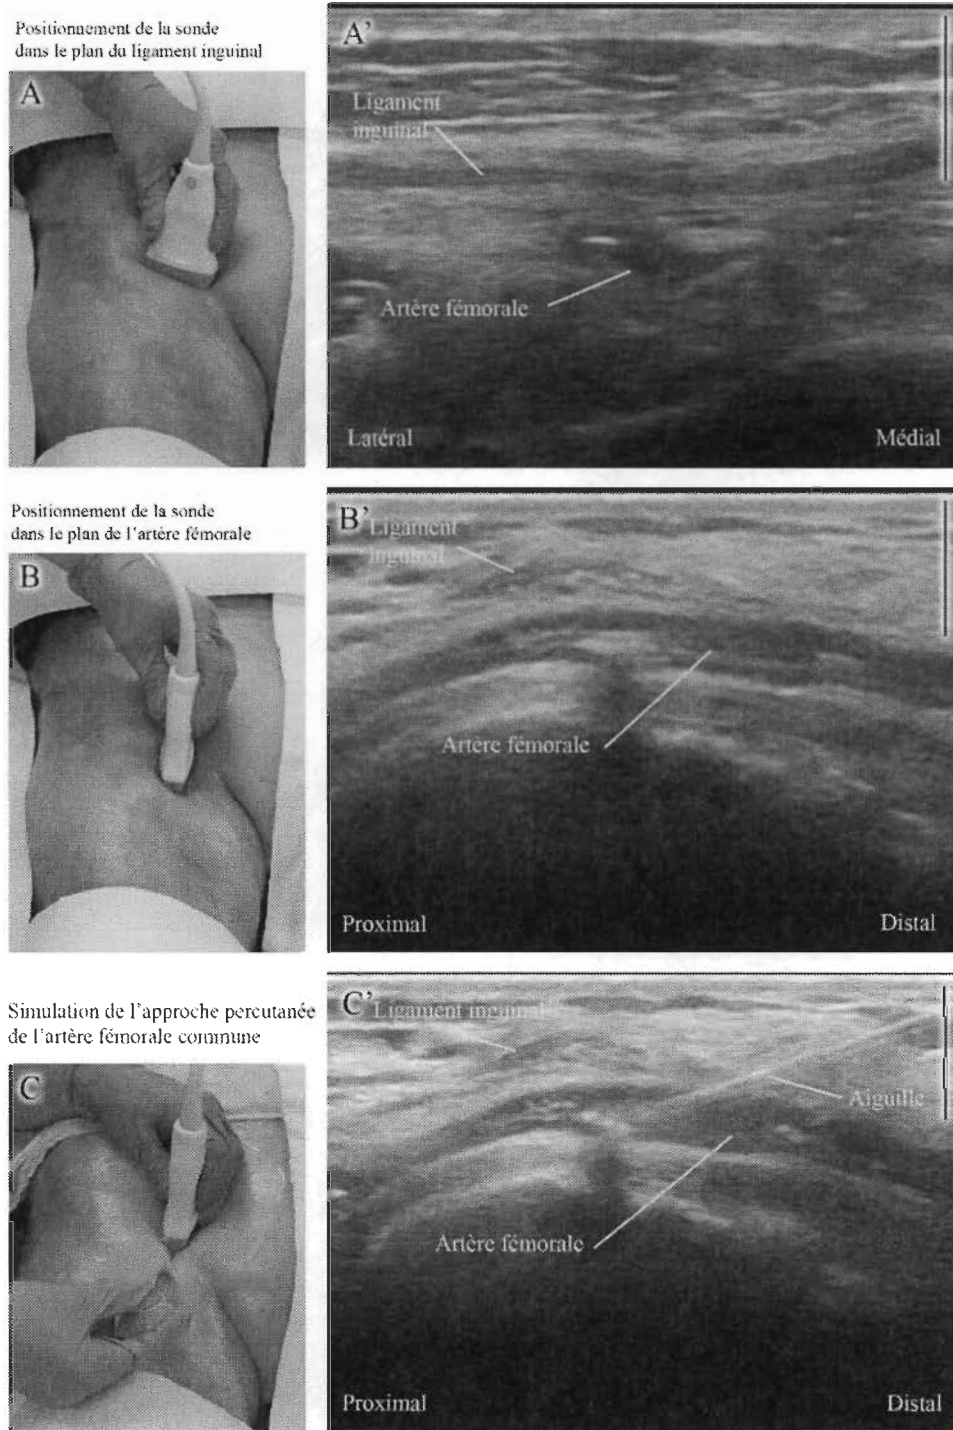 Positionnement de la sonde
dans le plan du ligament inguinal
A
A’
Ligament
inguinal
Artère fémorale
Latéral
Médial
Positionnement de la sonde
dans le plan de l’artère fémorale
B
B’
Ligament
inguinal
Artère fémorale
Proximal
Distal
Simulation de l’approche percutanée
de l’artère fémorale commune
C
C’
Ligament inguinal
Aiguille
Artère fémorale
Proximal
Distal